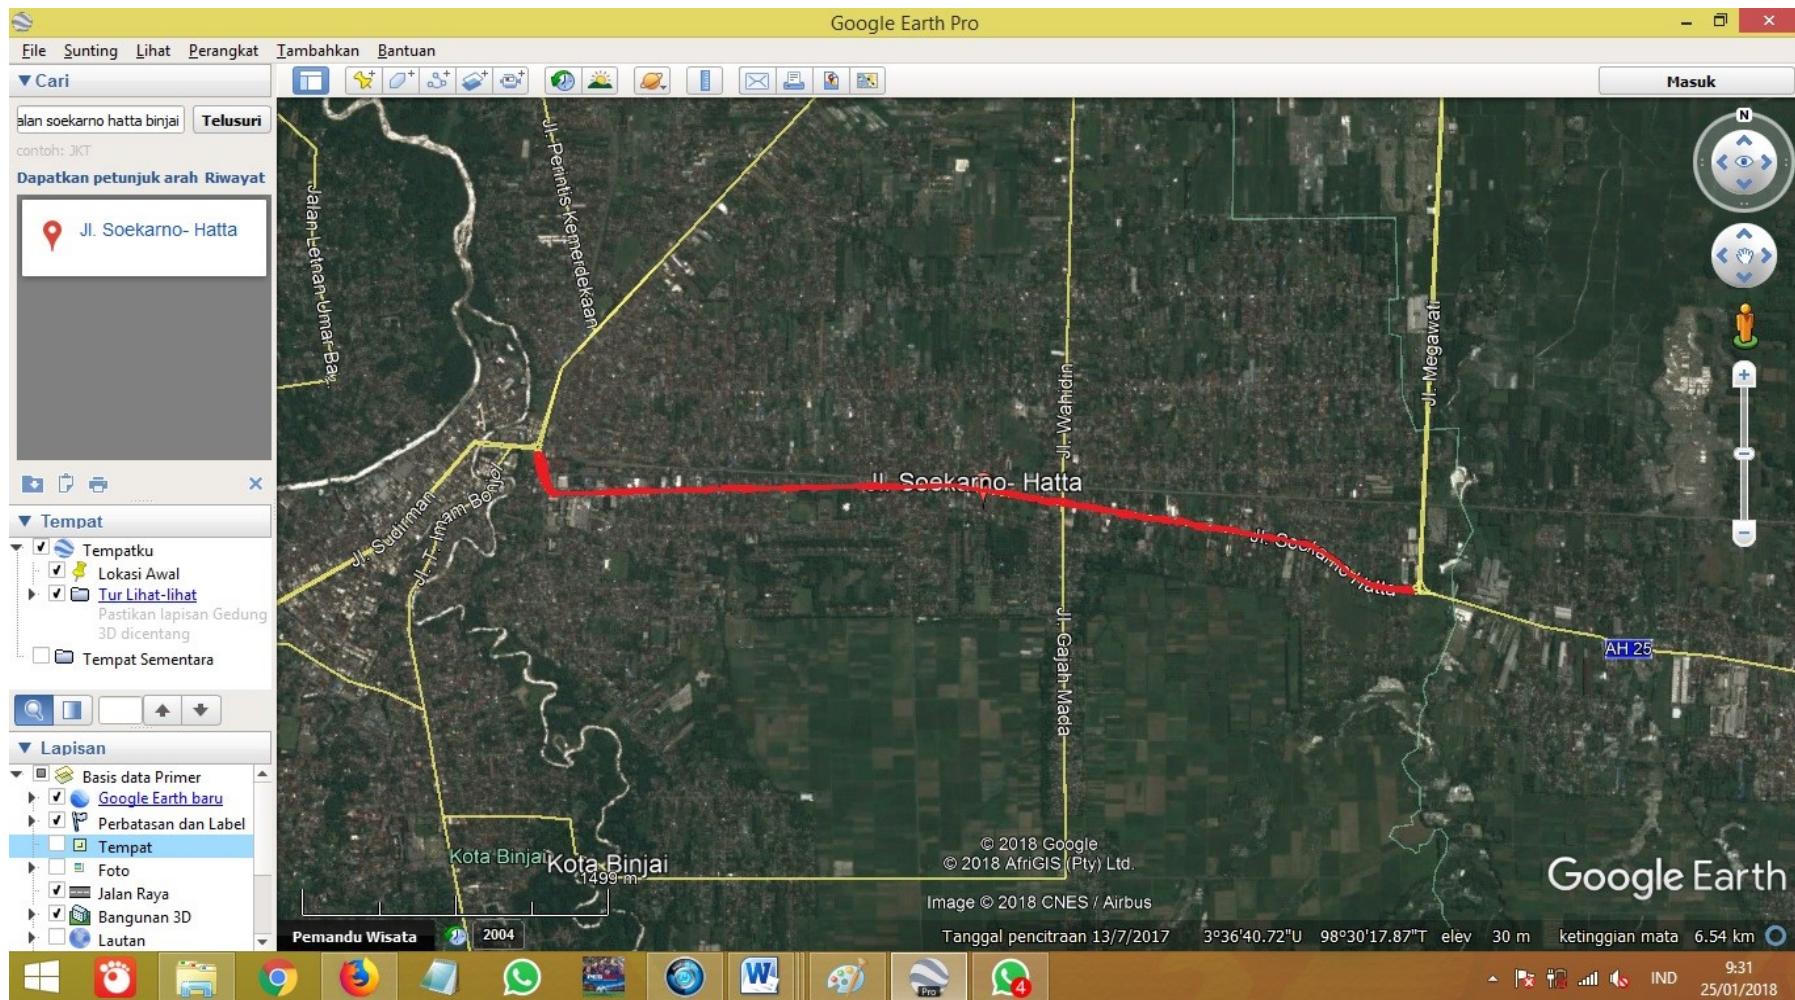 Google Earth Pro
File Sunting Lihat Perangkat Tambahkan Bantuan
Cari
alan soekarno hatta binjai Telusuri
contoh: JKT
Dapatkan petunjuk arah Riwayat
Jl. Soekarno- Hatta
Tempat
Tempatku
Lokasi Awal
Tur Lihat-lihat
Pastikan lapisan Gedung
3D dicentang
Tempat Sementara
Lapisan
Basis data Primer
Google Earth baru
Perbatasan dan Label
Tempat
Foto
Jalan Raya
Bangunan 3D
Lautan
Masuk
N
Jl. Perintis Kemerdekaan
Jalan Letnan Umar Ba...
Jl. Megawati
Jl. Wahidin
Jl. Soekarno- Hatta
Jl. Sudirman
Jl. T. Imam Bonjol
Jl. Soekarno Hatta
Jl. Gajah Mada
AH 25
Kota Binjai
Kota Binjai
1499 m
© 2018 Google
© 2018 AfriGIS (Pty) Ltd.
Image © 2018 CNES / Airbus
Google Earth
Pemandu Wisata 2004
Tanggal pencitraan 13/7/2017 3°36'40.72"U 98°30'17.87"T elev 30 m ketinggian mata 6.54 km
Pro
4
IND
9:31
25/01/2018